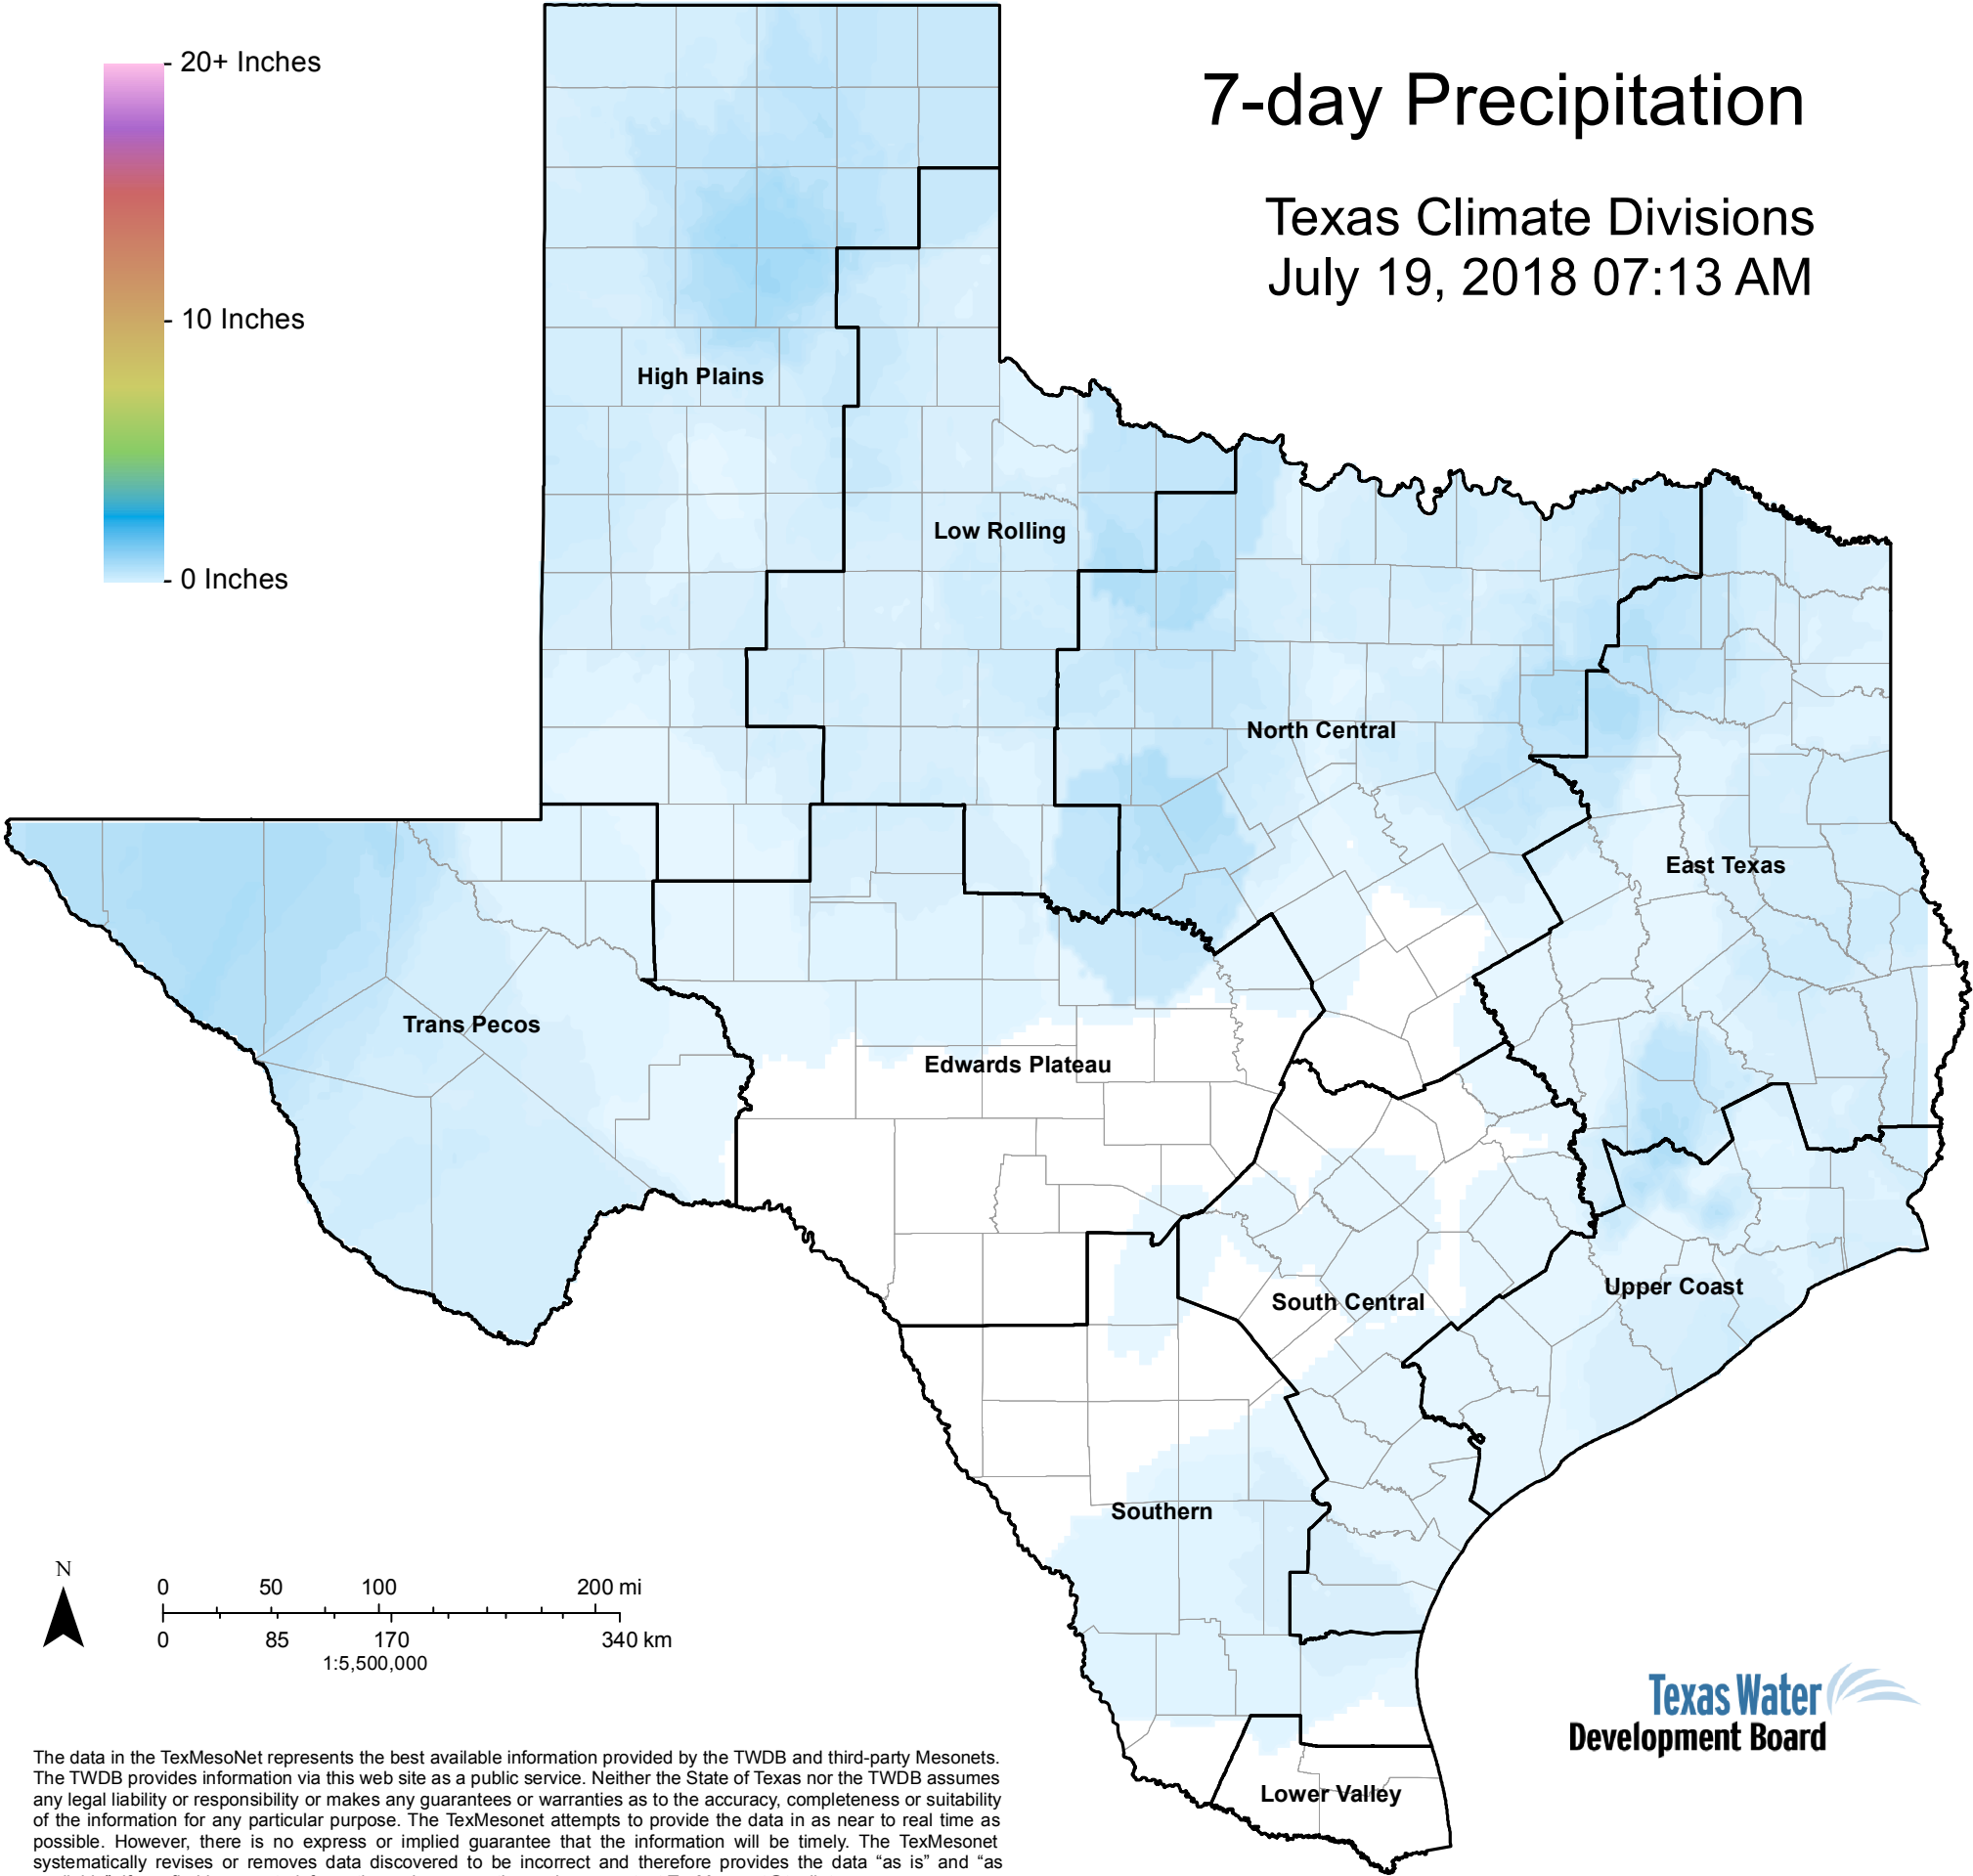 20+ Inches
10 Inches
0 Inches
7-day Precipitation
Texas Climate Divisions
July 19, 2018 07:13 AM
High Plains
Low Rolling
North Central
East Texas
Trans Pecos
Edwards Plateau
Upper Coast
South Central
Southern
Lower Valley
N
0 50 100 200 mi
0 85 170 340 km
1:5,500,000
Texas Water
Development Board
The data in the TexMesoNet represents the best available information provided by the TWDB and third-party Mesonets.
The TWDB provides information via this web site as a public service. Neither the State of Texas nor the TWDB assumes
any legal liability or responsibility or makes any guarantees or warranties as to the accuracy, completeness or suitability
of the information for any particular purpose. The TexMesonet attempts to provide the data in as near to real time as
possible. However, there is no express or implied guarantee that the information will be timely. The TexMesonet
systematically revises or removes data discovered to be incorrect and therefore provides the data “as is” and “as